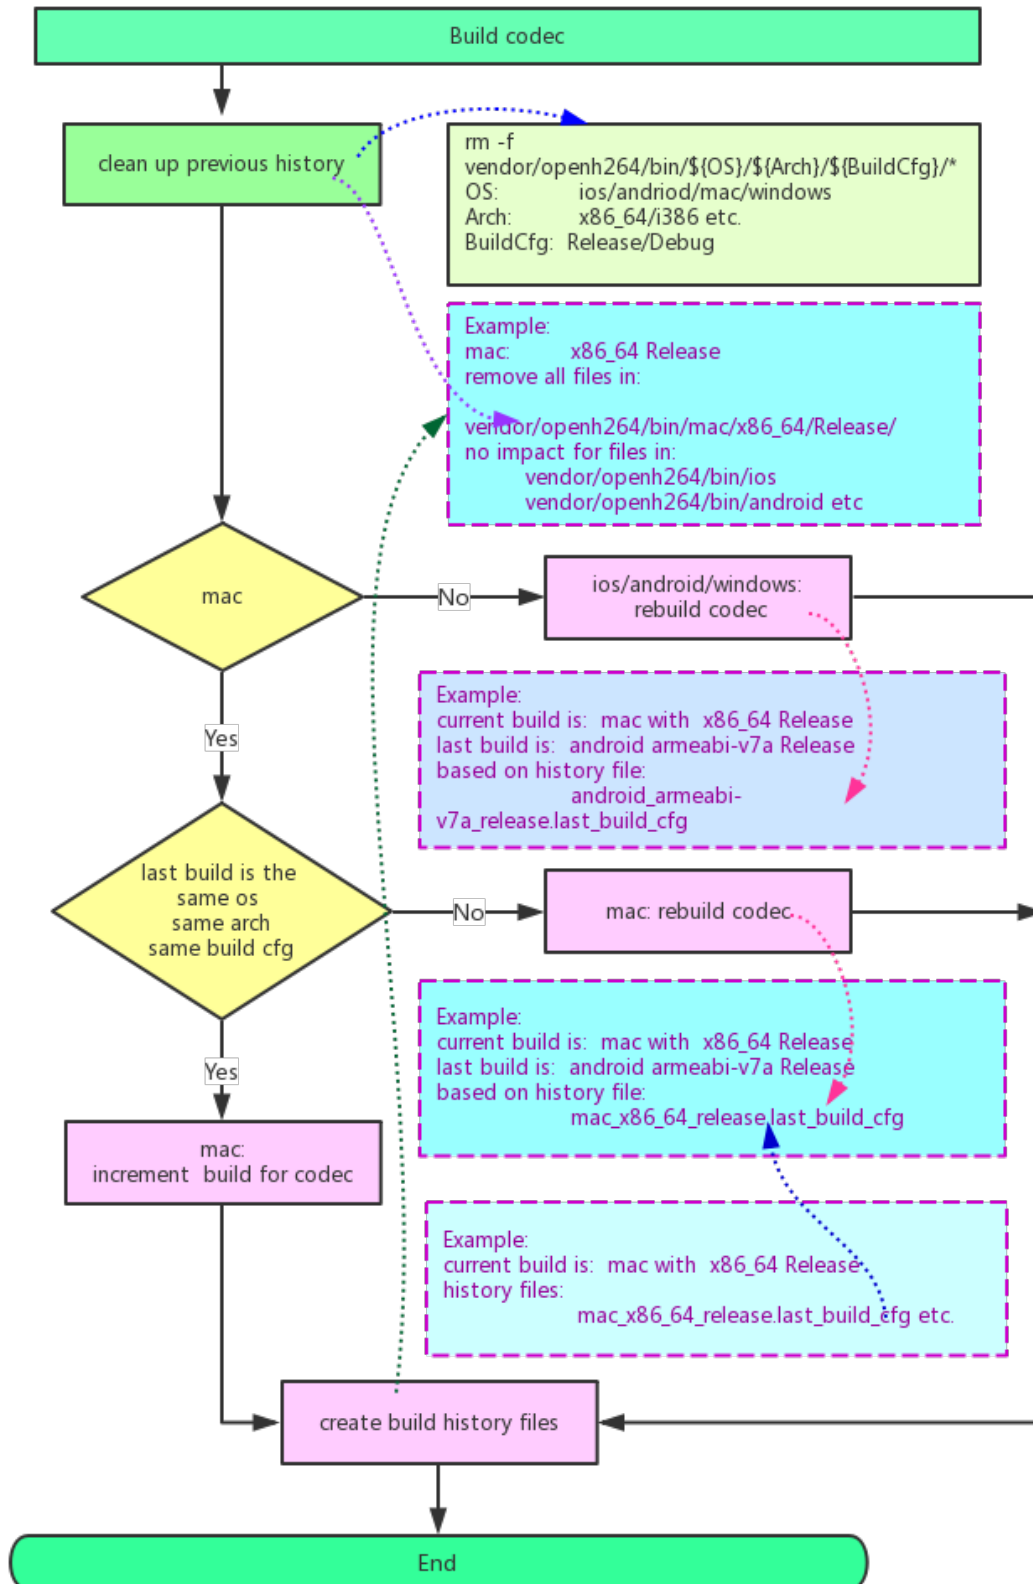 Build codec
clean up previous history
rm -f
vendor/openh264/bin/${OS}/${Arch}/${BuildCfg}/*
OS: ios/andriod/mac/windows
Arch: x86_64/i386 etc.
BuildCfg: Release/Debug
Example:
mac: x86_64 Release
remove all files in:
vendor/openh264/bin/mac/x86_64/Release/
no impact for files in:
vendor/openh264/bin/ios
vendor/openh264/bin/android etc
mac
No
ios/android/windows:
rebuild codec
Yes
Example:
current build is: mac with x86_64 Release
last build is: android armeabi-v7a Release
based on history file:
android_armeabi-
v7a_release.last_build_cfg
last build is the
same os
same arch
same build cfg
No
mac: rebuild codec
Yes
Example:
current build is: mac with x86_64 Release
last build is: android armeabi-v7a Release
based on history file:
mac_x86_64_release.last_build_cfg
mac:
increment build for codec
Example:
current build is: mac with x86_64 Release
history files:
mac_x86_64_release.last_build_cfg etc.
create build history files
End